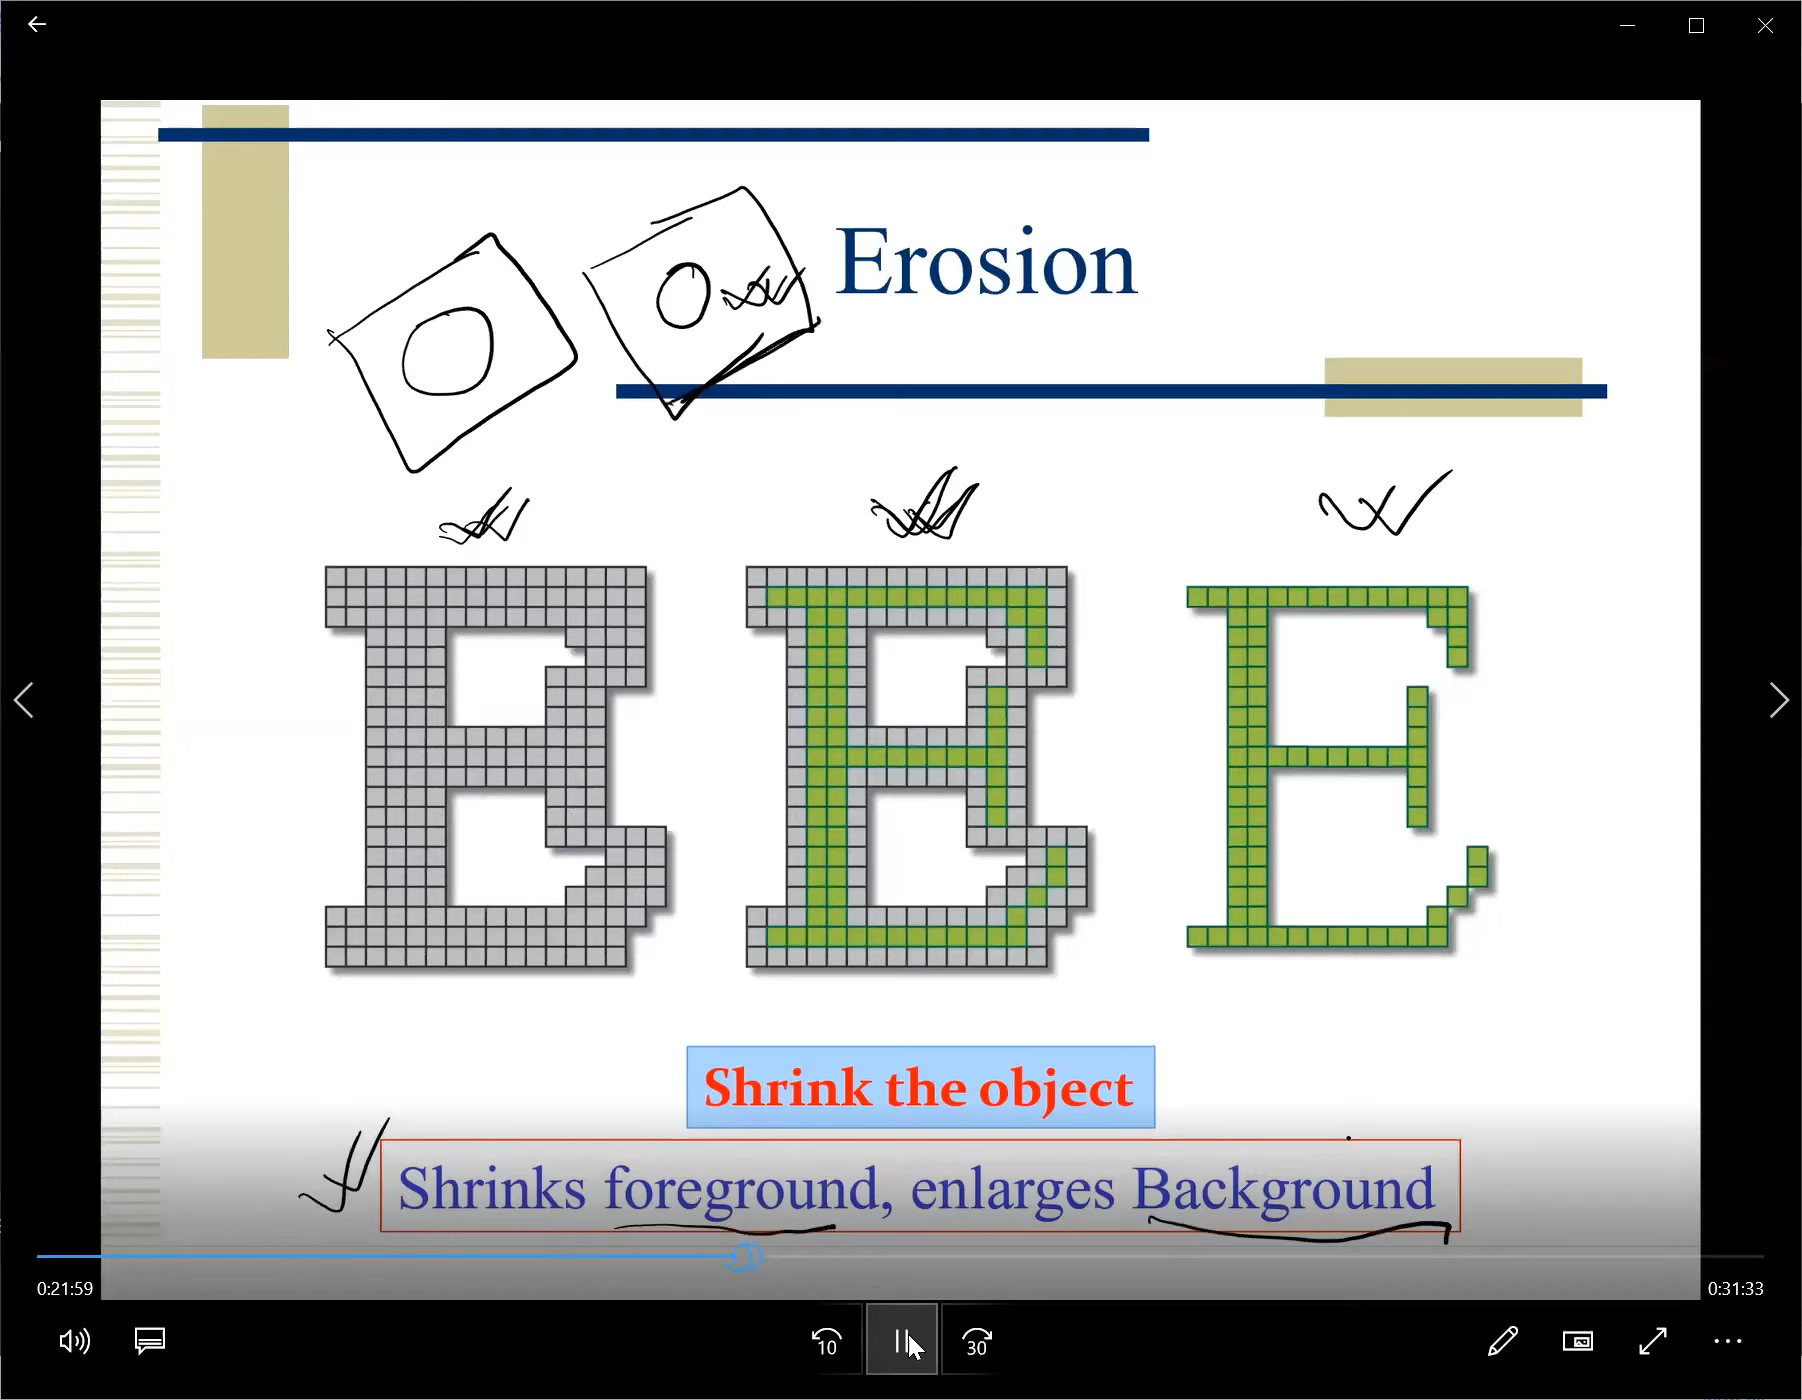 Erosion
Shrink the object
Shrinks foreground, enlarges Background
0:21:59
0:31:33
10
30